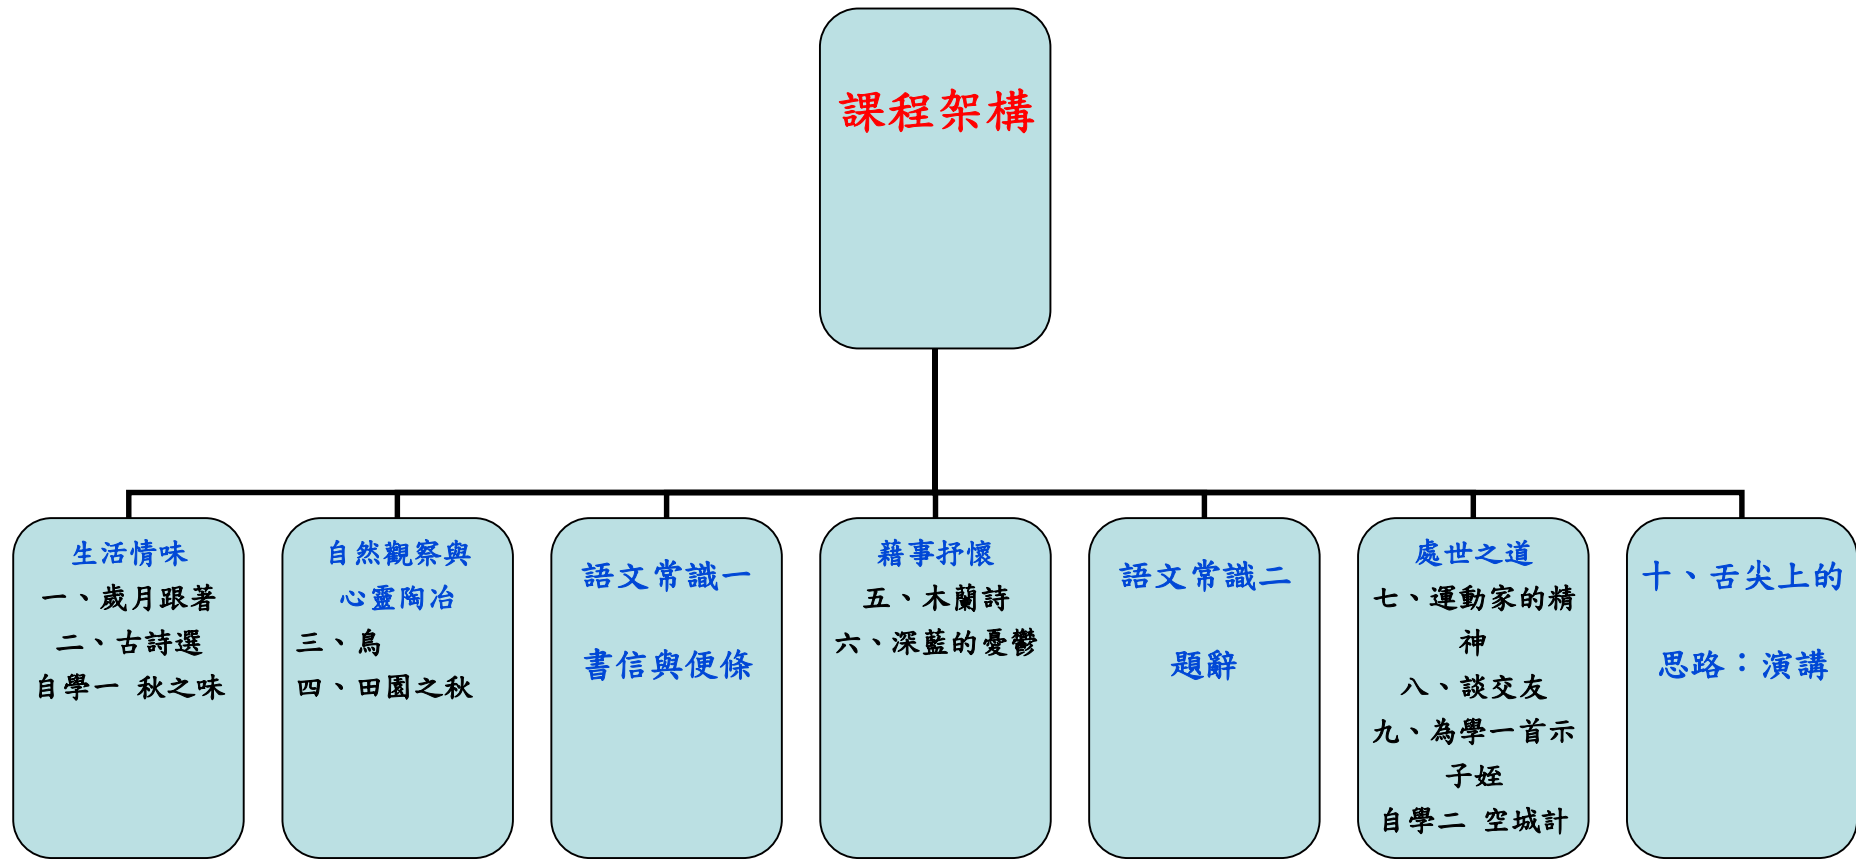 課程架構
生活情味
一、歲月跟著
二、古詩選
自學一 秋之味
自然觀察與
心靈陶冶
三、鳥
四、田園之秋
語文常識一
書信與便條
藉事抒懷
五、木蘭詩
六、深藍的憂鬱
語文常識二
題辭
處世之道
七、運動家的精
神
八、談交友
九、為學一首示
子姪
自學二 空城計
十、舌尖上的
思路：演講